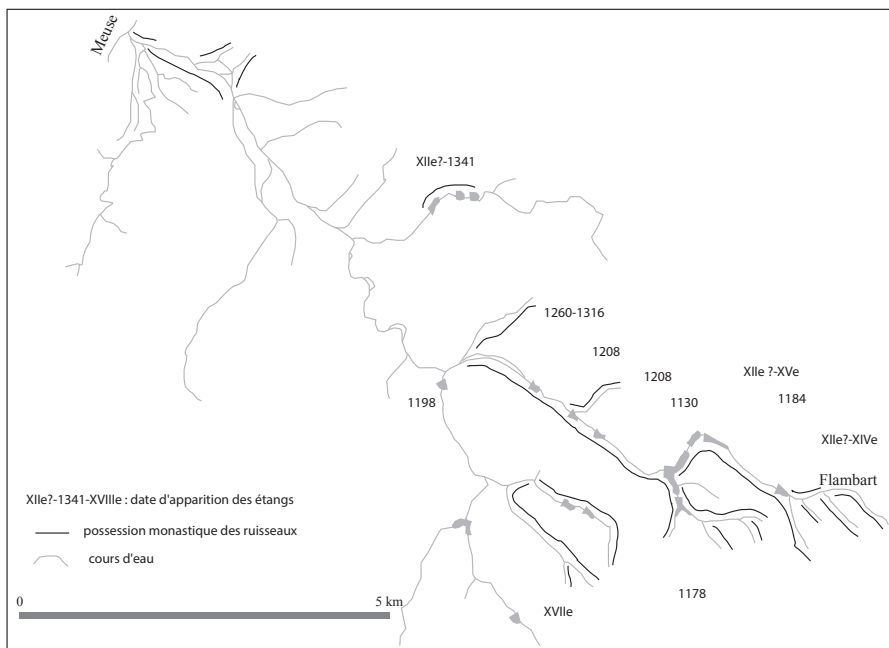 Meuse
XIIe?-1341
1260-1316
1208
1208
XIIe ?-XVe
1198
1130
1184
XIIe?-XIVe
Flambart
XIIe?-1341-XVIIIe : date d'apparition des étangs
possession monastique des ruisseaux
cours d'eau
1178
0
5 km
XVIIe